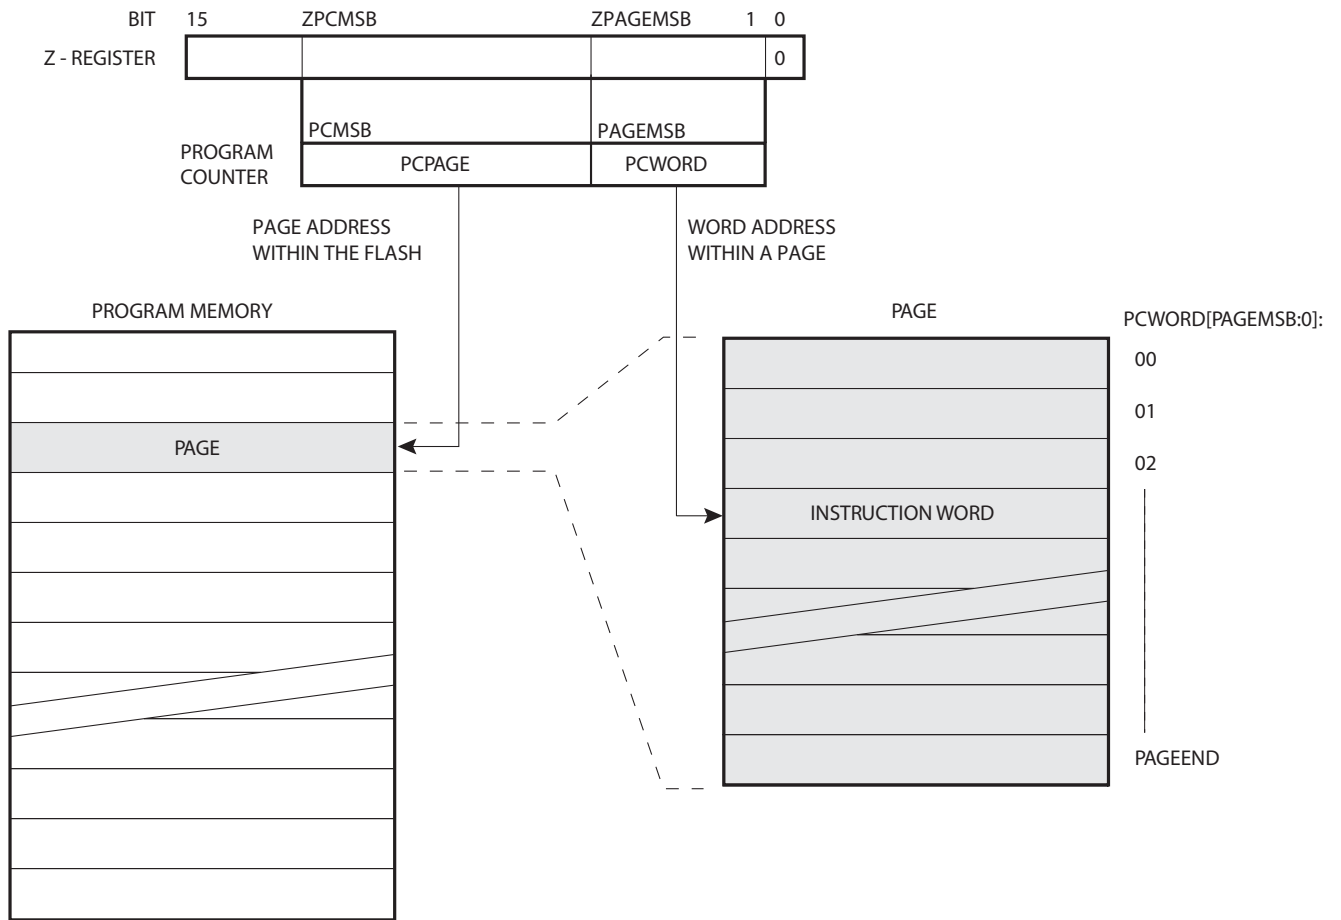 BIT 15 ZPCMSB ZPAGEMSB 1 0
Z - REGISTER 0
PCMSB PAGEMSB
PROGRAM
COUNTER
PCPAGE PCWORD
PAGE ADDRESS
WITHIN THE FLASH
WORD ADDRESS
WITHIN A PAGE
PROGRAM MEMORY
PAGE
PAGE
PCWORD[PAGEMSB:0]:
00
01
02
INSTRUCTION WORD
PAGEEND